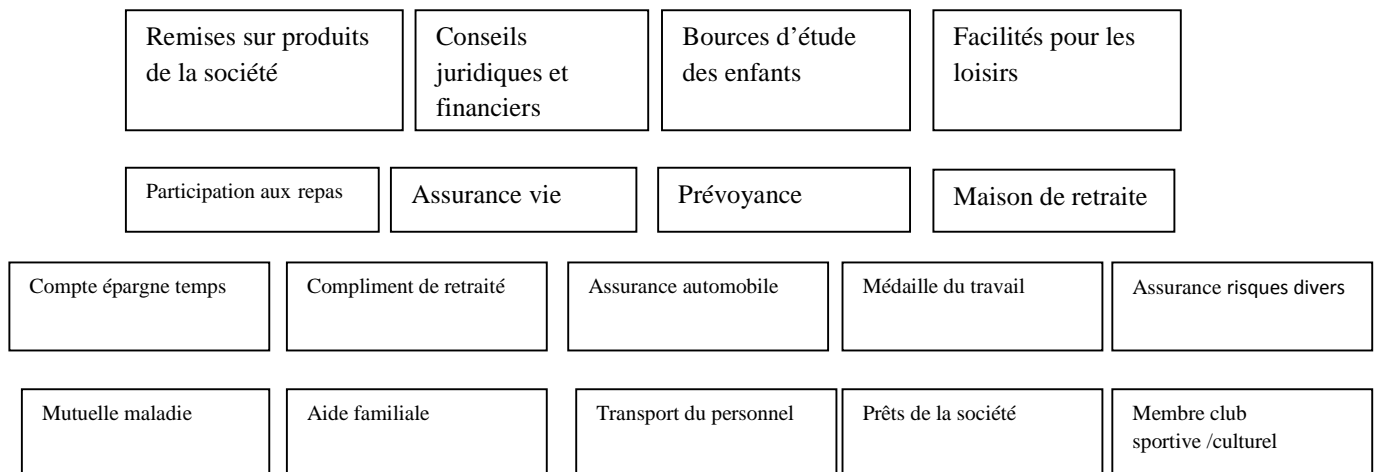 Remises sur produits
de la société
Conseils
juridiques et
financiers
Bources d’étude
des enfants
Facilités pour les
loisirs
Participation aux repas
Assurance vie
Prévoyance
Maison de retraite
Compte épargne temps
Compliment de retraité
Assurance automobile
Médaille du travail
Assurance risques divers
Mutuelle maladie
Aide familiale
Transport du personnel
Prêts de la société
Membre club
sportive /culturel